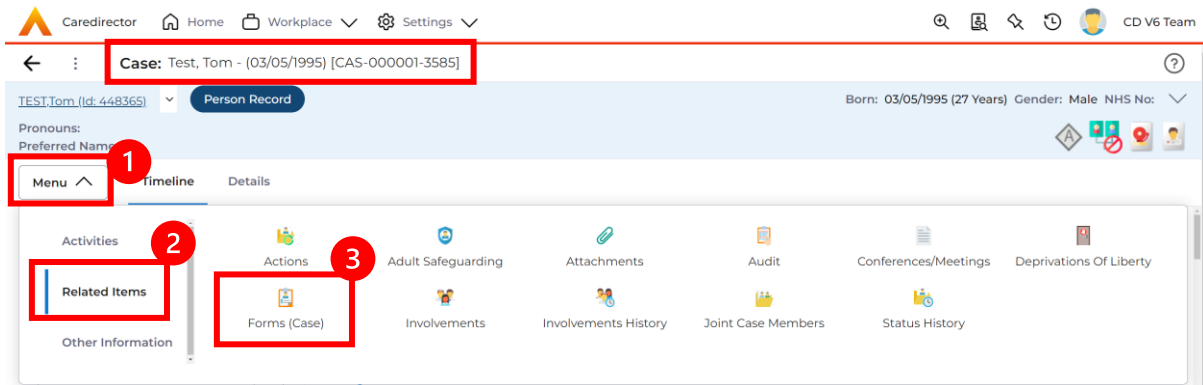 Caredirector Home Workplace Settings CD V6 Team
Case: Test, Tom - (03/05/1995) [CAS-000001-3585]
TEST,Tom (Id: 448365) Person Record Born: 03/05/1995 (27 Years) Gender: Male NHS No:
Pronouns:
Preferred Name
A
1
Menu Timeline Details
Activities
2
Related Items
Other Information
Actions 3 Adult Safeguarding Attachments Audit Conferences/Meetings Deprivations Of Liberty
Forms (Case) Involvements Involvements History Joint Case Members Status History